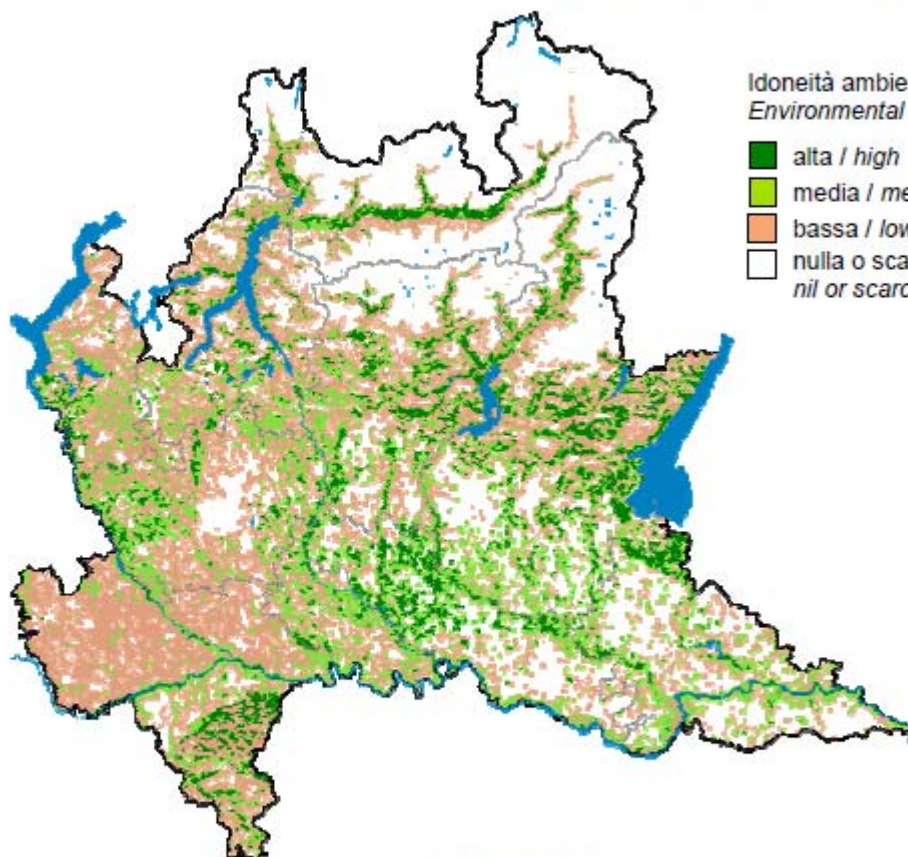 Idoneità ambie
Environmental
alta / high
media / me
bassa / low
nulla o sca
nil or scarc